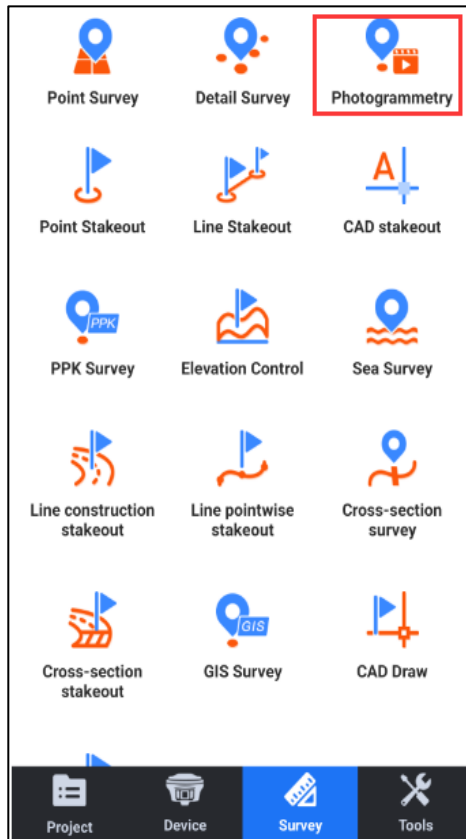 Point Survey
Detail Survey
Photogrammetry
Point Stakeout
Line Stakeout
A
CAD stakeout
PPK
PPK Survey
Elevation Control
Sea Survey
Line construction
stakeout
Line pointwise
stakeout
Cross-section
survey
Cross-section
stakeout
GIS
GIS Survey
CAD Draw
Project
Device
Survey
Tools